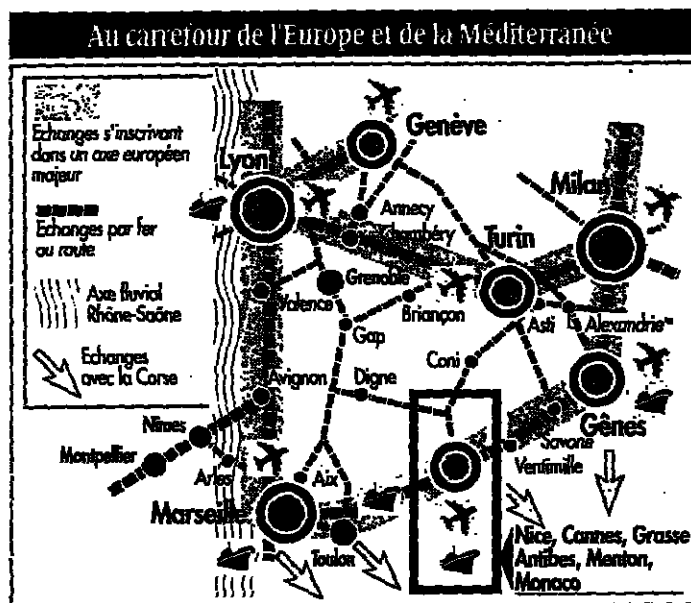 Au carrefour de l'Europe et de la Méditerranée
Echanges s'inscrivant
dans un axe européen
majeur
Echanges par fer
ou route
Axe fluvial
Rhône-Saône
Echanges
avec la Corse
Genève
Lyon
Milan
Annecy
Chambéry
Turin
Grenoble
Valence
Briançon
Gap
Asti
Alexandrie
Coni
Avignon
Digne
Gênes
Nîmes
Montpellier
Savone
Arles
Aix
Ventimille
Marseille
Toulon
Nice, Cannes, Grasse
Antibes, Menton,
Monaco